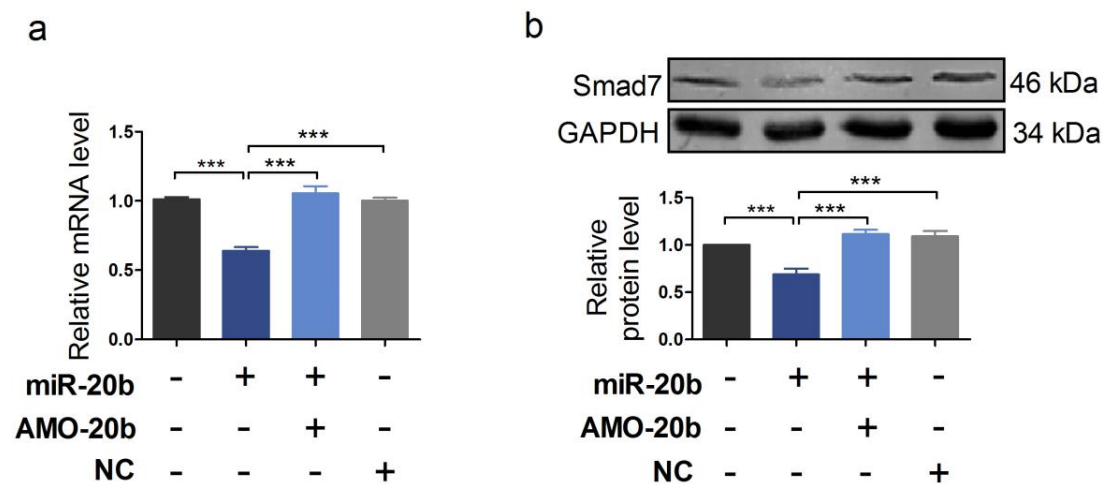 a
Relative mRNA level
1.5
1.0
0.5
0.0
*** ***
***
- + + -
miR-20b
AMO-20b - - + -
NC - - - +
b
Smad7 46 kDa
GAPDH 34 kDa
Relative
protein level
1.5
1.0
0.5
0.0
*** ***
***
miR-20b - + + -
AMO-20b - - + -
NC - - - +